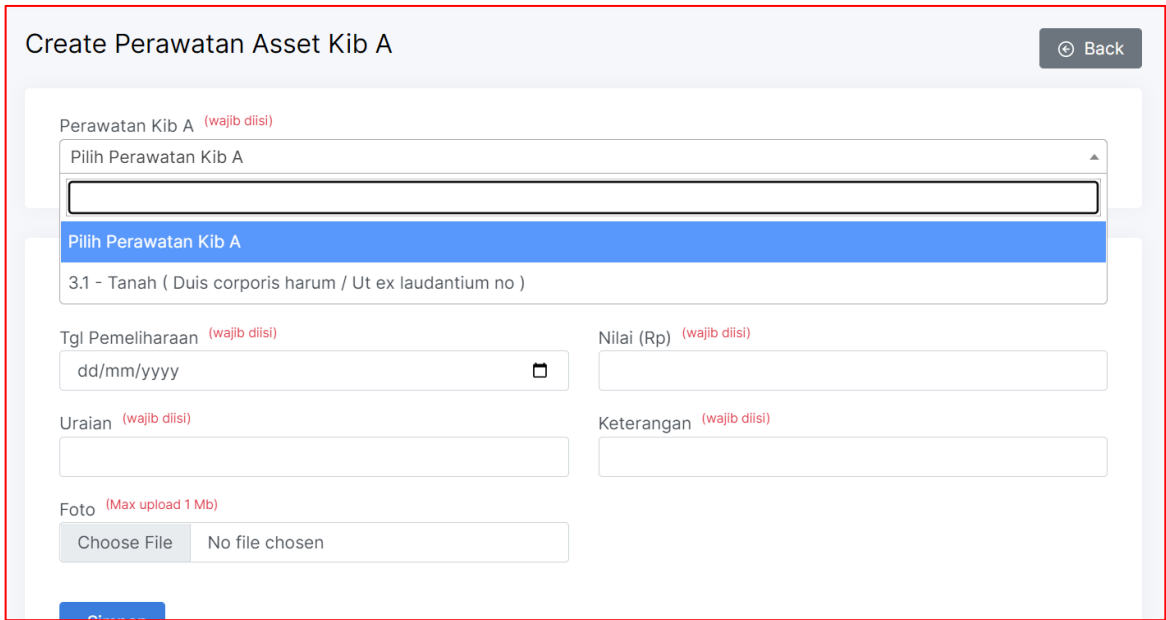 Create Perawatan Asset Kib A
Back
Perawatan Kib A (wajib diisi)
Pilih Perawatan Kib A
Pilih Perawatan Kib A
3.1 - Tanah ( Duis corporis harum / Ut ex laudantium no )
Tgl Pemeliharaan (wajib diisi)
Nilai (Rp) (wajib diisi)
dd/mm/yyyy
Uraian (wajib diisi)
Keterangan (wajib diisi)
Foto (Max upload 1 Mb)
Choose File No file chosen
Simpan